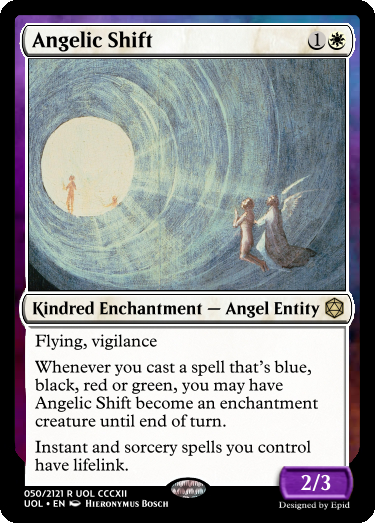 Angelic Shift 1
Kindred Enchantment — Angel Entity
Flying, vigilance
Whenever you cast a spell that's blue,
black, red or green, you may have
Angelic Shift become an enchantment
creature until end of turn.
Instant and sorcery spells you control
have lifelink.
2/3
050/2121 R UOL CCCXII
UOL • EN Hieronymus Bosch
Designed by Epid